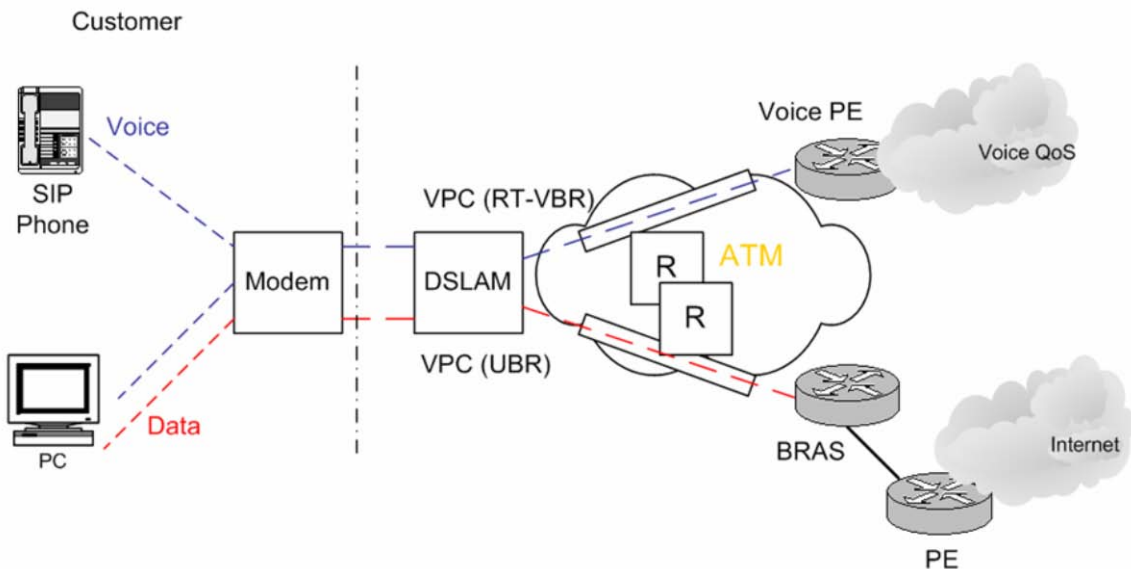 Customer
Voice
SIP
Phone
Modem
PC
Data
VPC (RT-VBR)
DSLAM
VPC (UBR)
R
R
ATM
Voice PE
Voice QoS
BRAS
Internet
PE